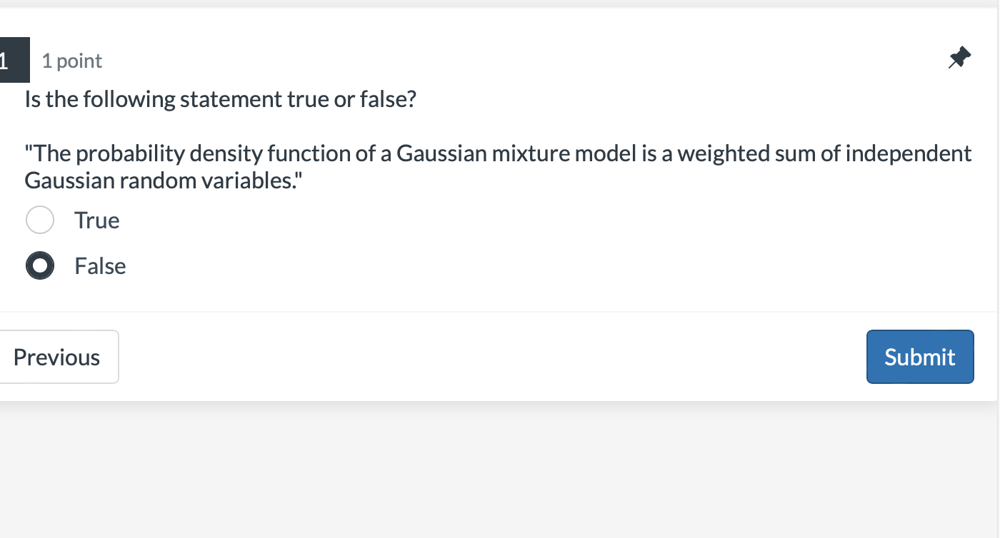 1
1 point
Is the following statement true or false?
"The probability density function of a Gaussian mixture model is a weighted sum of independent
Gaussian random variables."
True
False
Previous
Submit